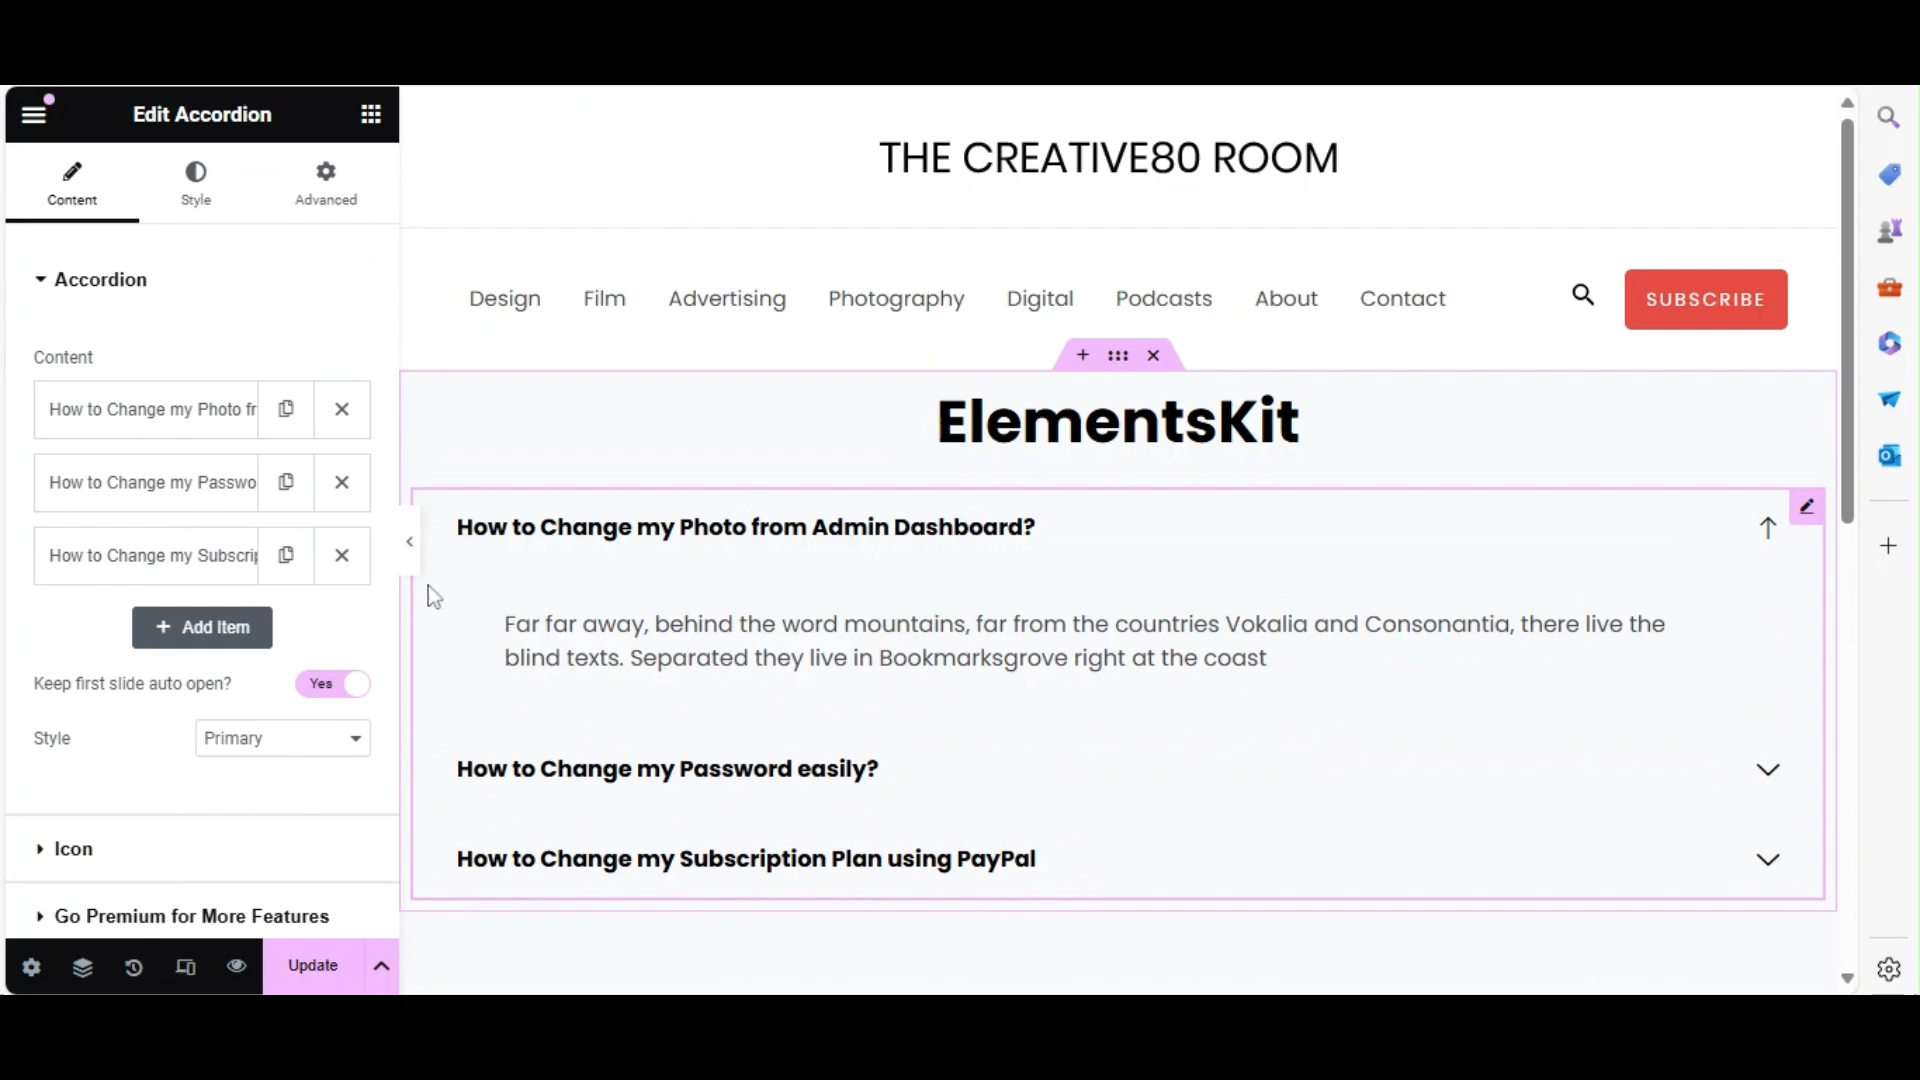 Edit Accordion
Content
Style
Advanced
Accordion
Content
How to Change my Photo fr
How to Change my Passwo
How to Change my Subscrip
+ Add Item
Keep first slide auto open?
Yes
Style
Primary
Icon
Go Premium for More Features
Update
THE CREATIVE80 ROOM
Design Film Advertising Photography Digital Podcasts About Contact
SUBSCRIBE
ElementsKit
How to Change my Photo from Admin Dashboard?
Far far away, behind the word mountains, far from the countries Vokalia and Consonantia, there live the
blind texts. Separated they live in Bookmarksgrove right at the coast
How to Change my Password easily?
How to Change my Subscription Plan using PayPal